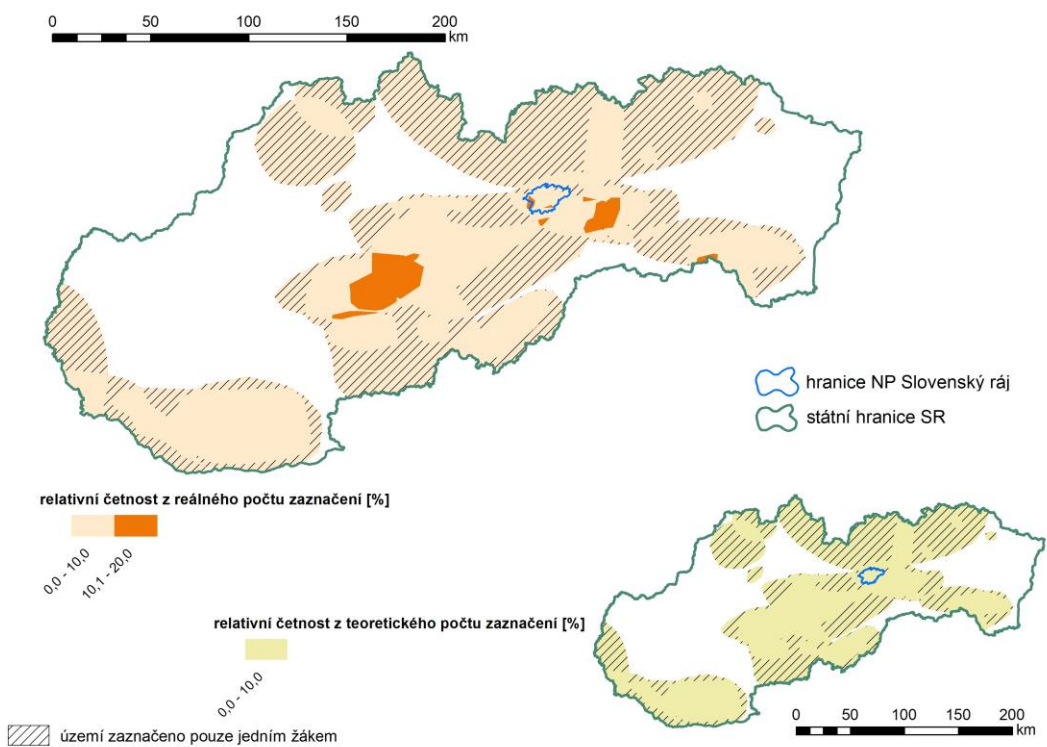 0 50 100 150 200
km
hranice NP Slovenský ráj
státní hranice SR
relativní četnost z reálného počtu zaznačení [%]
0,0 - 10,0
10,1 - 20,0
relativní četnost z teoretického počtu zaznačení [%]
0,0 - 10,0
území zaznačeno pouze jedním žákem
0 50 100 150 200
km